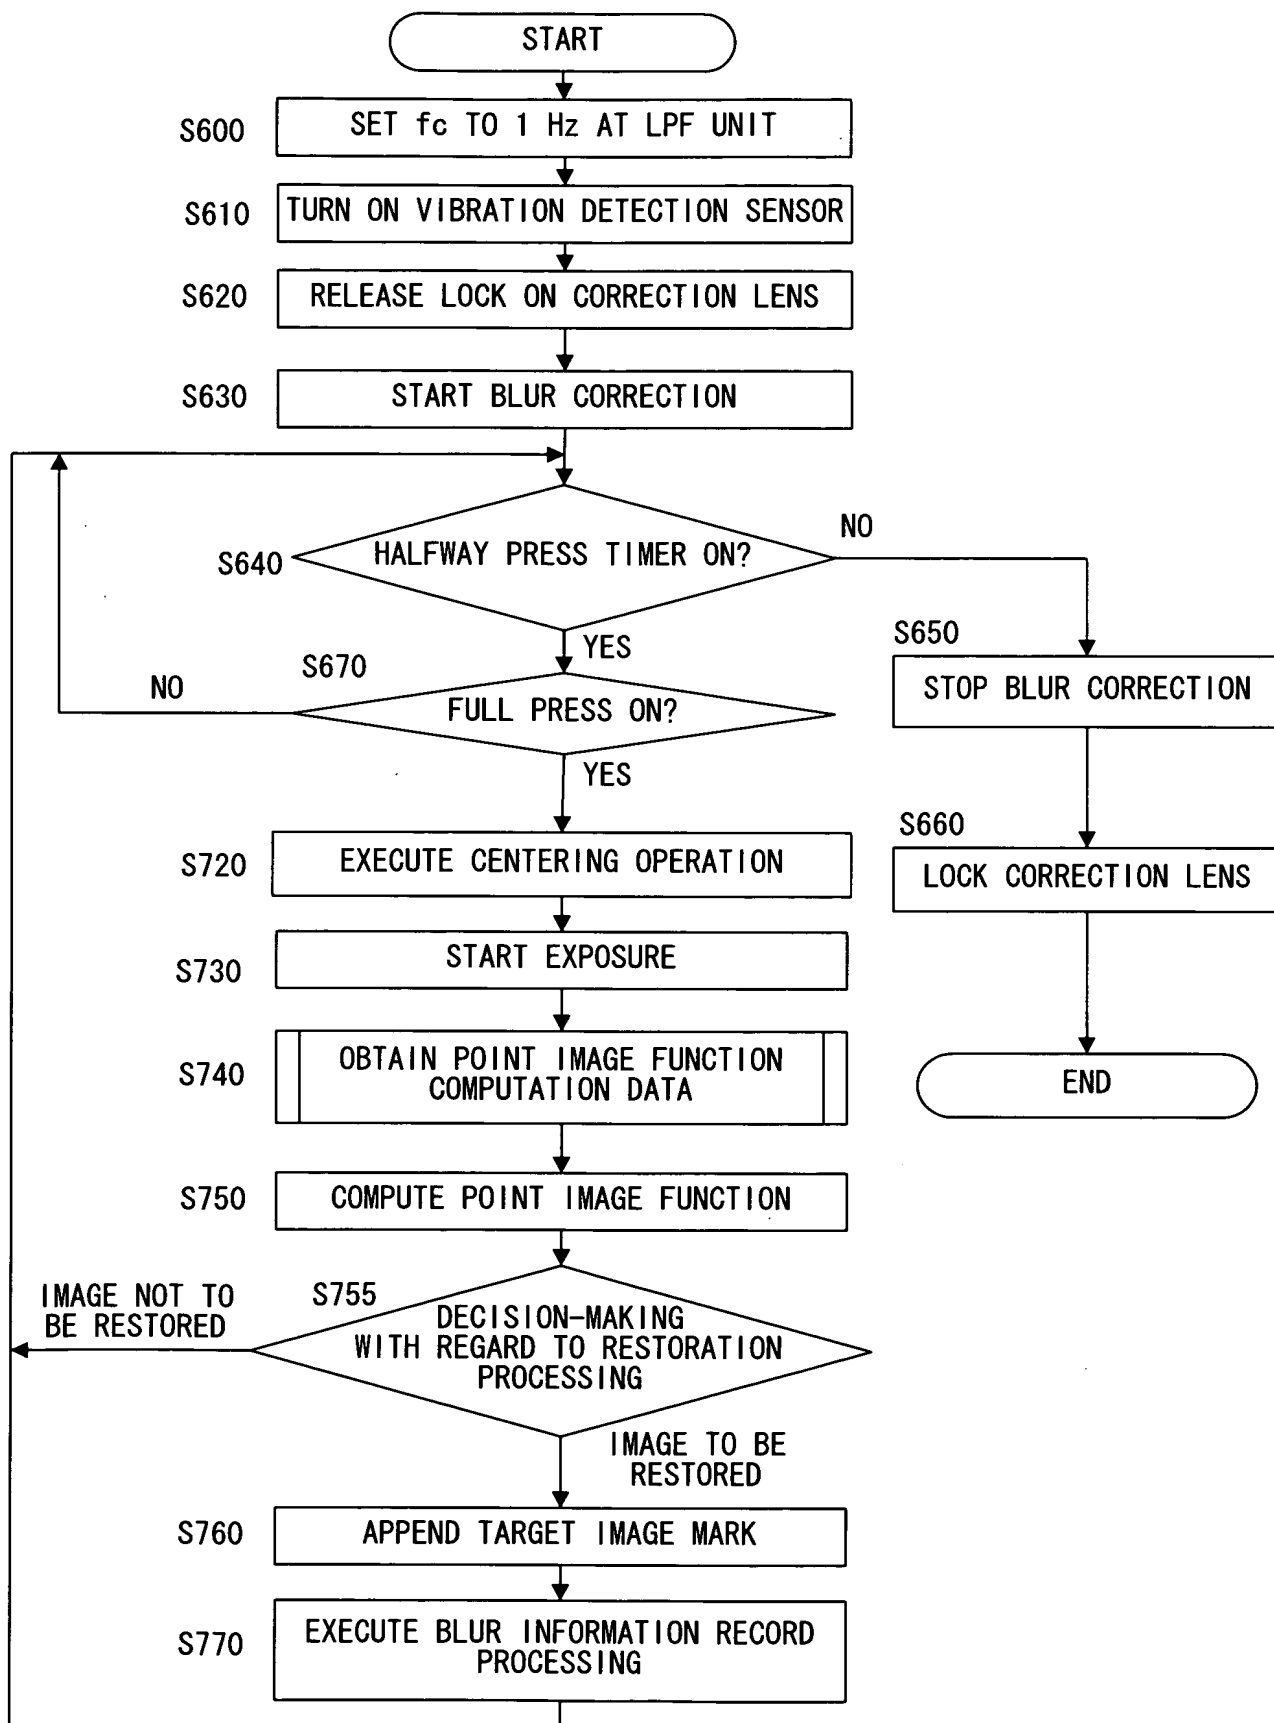 START
S600
SET fc TO 1 Hz AT LPF UNIT
S610
TURN ON VIBRATION DETECTION SENSOR
S620
RELEASE LOCK ON CORRECTION LENS
S630
START BLUR CORRECTION
S640
HALFWAY PRESS TIMER ON?
NO
YES
S650
STOP BLUR CORRECTION
S660
LOCK CORRECTION LENS
END
S670
FULL PRESS ON?
NO
YES
S720
EXECUTE CENTERING OPERATION
S730
START EXPOSURE
S740
OBTAIN POINT IMAGE FUNCTION
COMPUTATION DATA
S750
COMPUTE POINT IMAGE FUNCTION
S755
DECISION-MAKING
WITH REGARD TO RESTORATION
PROCESSING
IMAGE NOT TO
BE RESTORED
IMAGE TO BE
RESTORED
S760
APPEND TARGET IMAGE MARK
S770
EXECUTE BLUR INFORMATION RECORD
PROCESSING